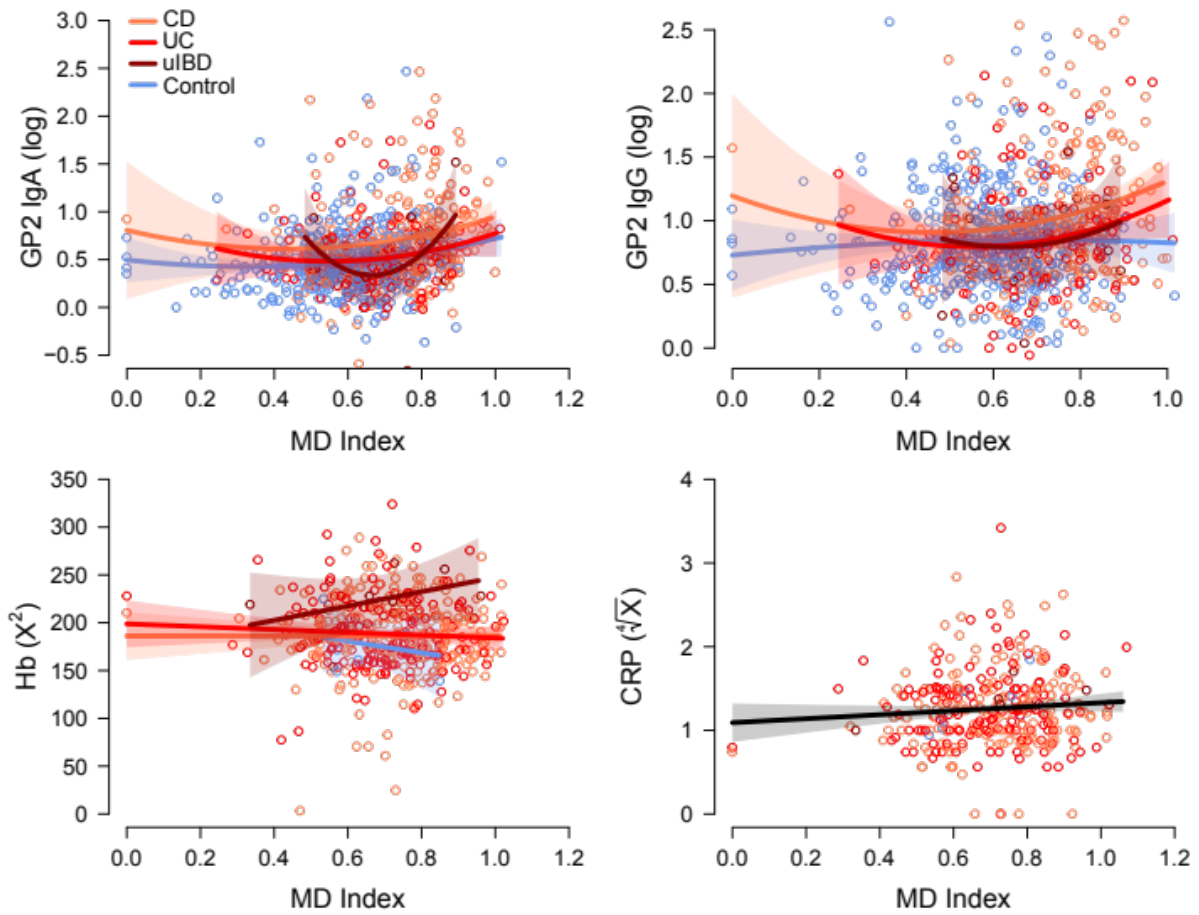 CD
UC
uIBD
Control
GP2 IgA (log)
3.0
2.5
2.0
1.5
1.0
0.5
0.0
−0.5
0.0 0.2 0.4 0.6 0.8 1.0 1.2
MD Index
GP2 IgG (log)
2.5
2.0
1.5
1.0
0.5
0.0
0.0 0.2 0.4 0.6 0.8 1.0
MD Index
Hb (X²)
350
300
250
200
150
100
50
0
0.0 0.2 0.4 0.6 0.8 1.0 1.2
MD Index
CRP (∜X)
4
3
2
1
0
0.0 0.2 0.4 0.6 0.8 1.0 1.2
MD Index